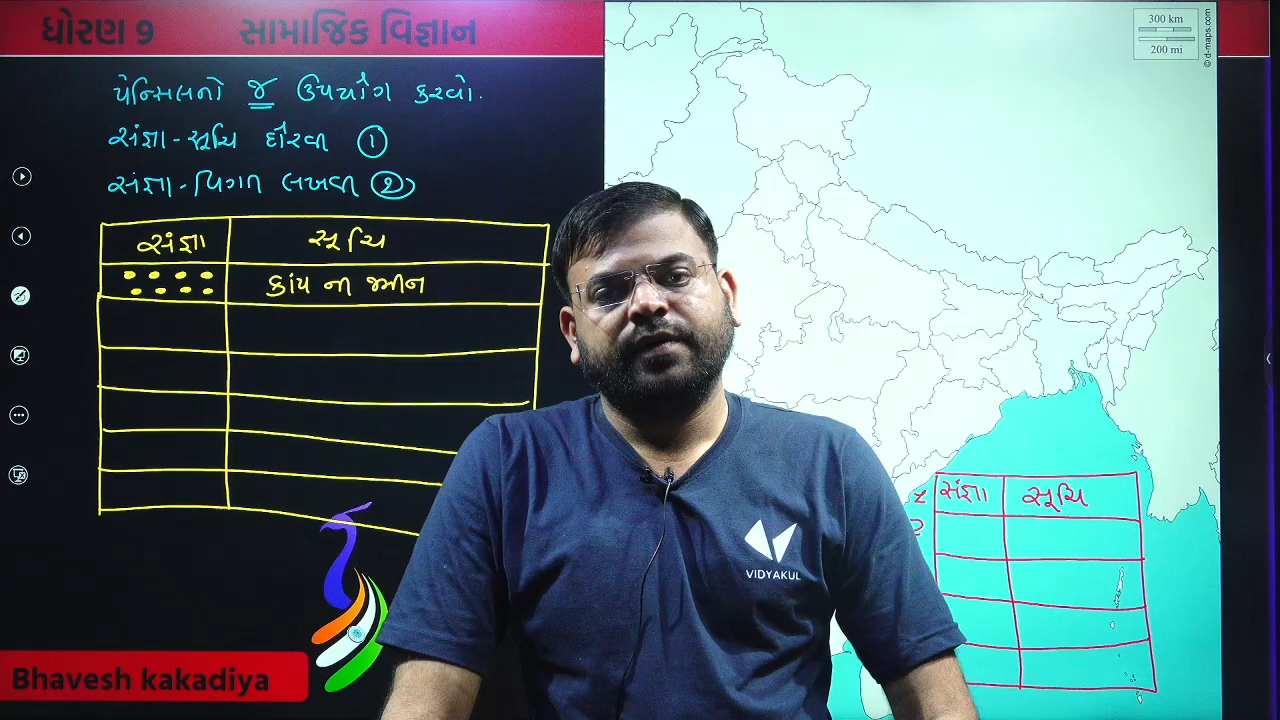 ધોરણ 9 સામાજિક વિજ્ઞાન
પેન્સિલનો જ ઉપયોગ કરવો.
સંજ્ઞા-સૂચિ દોરવી ①
સંજ્ઞા-વિગત લખવી ②
સંજ્ઞા સૂચિ
કાંપ ની જમીન
300 km
200 mi
© d-maps.com
સંજ્ઞા સૂચિ
VIDYAKUL
Bhavesh kakadiya